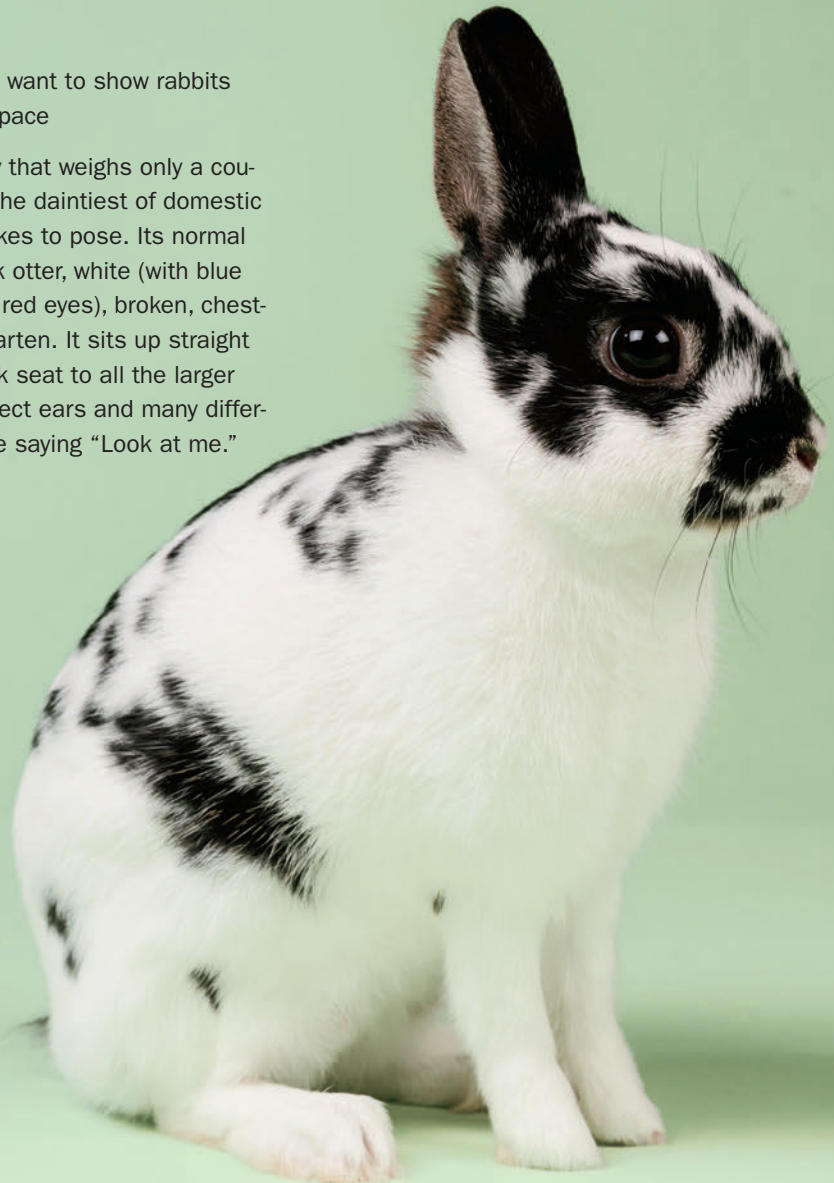 want to show rabbits
pace
that weighs only a cou-
he daintiest of domestic
kes to pose. Its normal
k otter, white (with blue
red eyes), broken, chest-
arten. It sits up straight
k seat to all the larger
ect ears and many differ-
e saying “Look at me.”